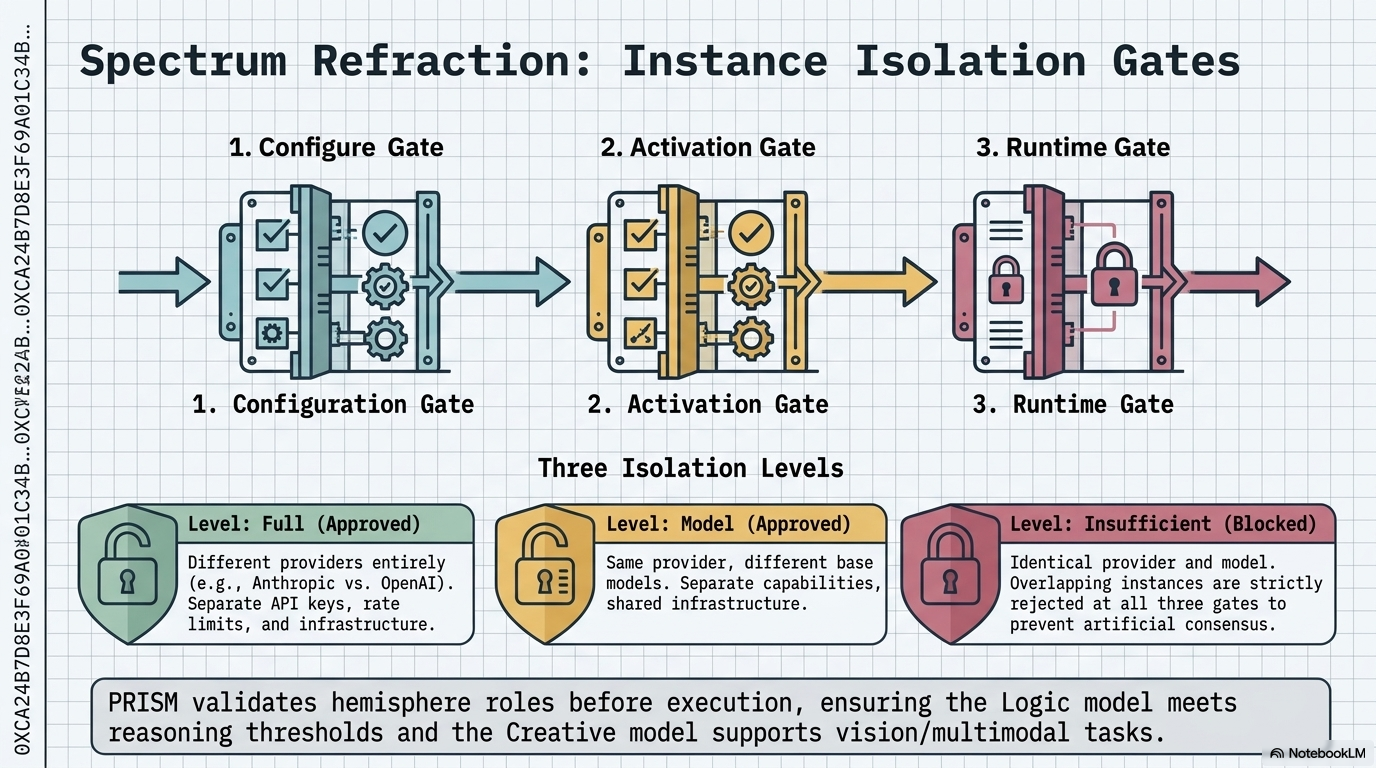 Spectrum Refraction: Instance Isolation Gates
1. Configure Gate
2. Activation Gate
3. Runtime Gate
1. Configuration Gate
2. Activation Gate
3. Runtime Gate
Three Isolation Levels
Level: Full (Approved)
Different providers entirely
(e.g., Anthropic vs. OpenAI).
Separate API keys, rate
limits, and infrastructure.
Level: Model (Approved)
Same provider, different base
models. Separate capabilities,
shared infrastructure.
Level: Insufficient (Blocked)
Identical provider and model.
Overlapping instances are strictly
rejected at all three gates to
prevent artificial consensus.
PRISM validates hemisphere roles before execution, ensuring the Logic model meets
reasoning thresholds and the Creative model supports vision/multimodal tasks.
NotebookLM